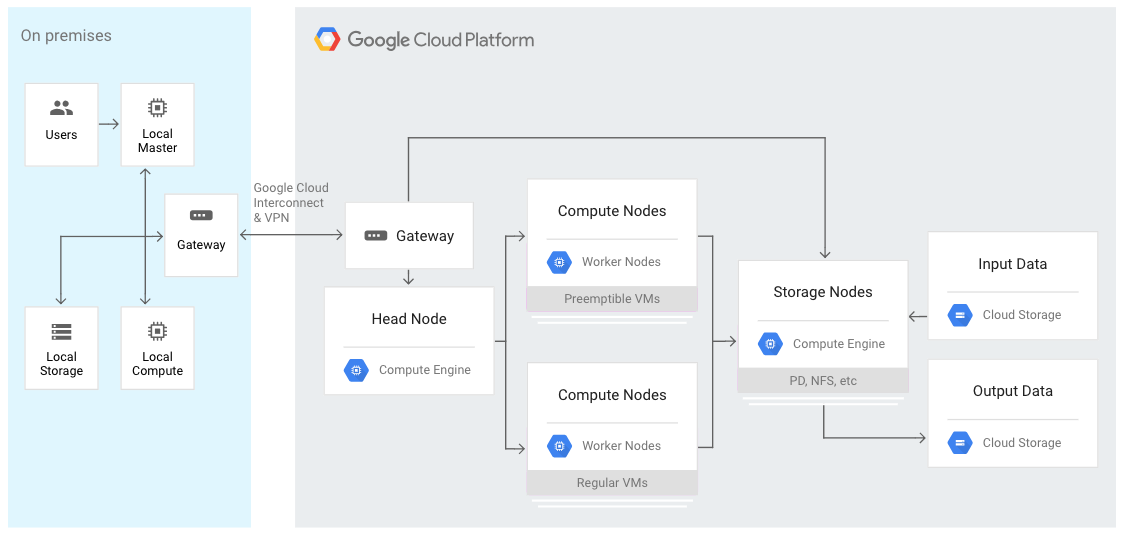 On premises
Google Cloud Platform
Users
Local
Master
Gateway
Local
Storage
Local
Compute
Google Cloud
Interconnect
& VPN
Gateway
Head Node
Compute Engine
Compute Nodes
Worker Nodes
Preemptible VMs
Compute Nodes
Worker Nodes
Regular VMs
Storage Nodes
Compute Engine
PD, NFS, etc
Input Data
Cloud Storage
Output Data
Cloud Storage